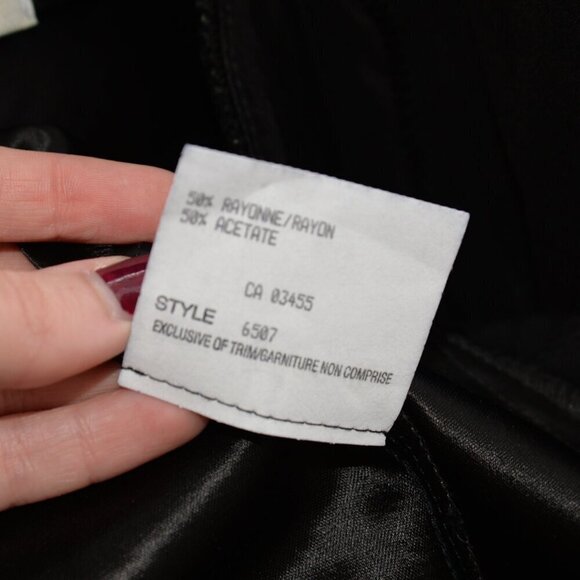 50% RAYONNE/RAYON
50% ACETATE
CA 03455
STYLE 6507
EXCLUSIVE OF TRIM/GARNITURE NON COMPRISE